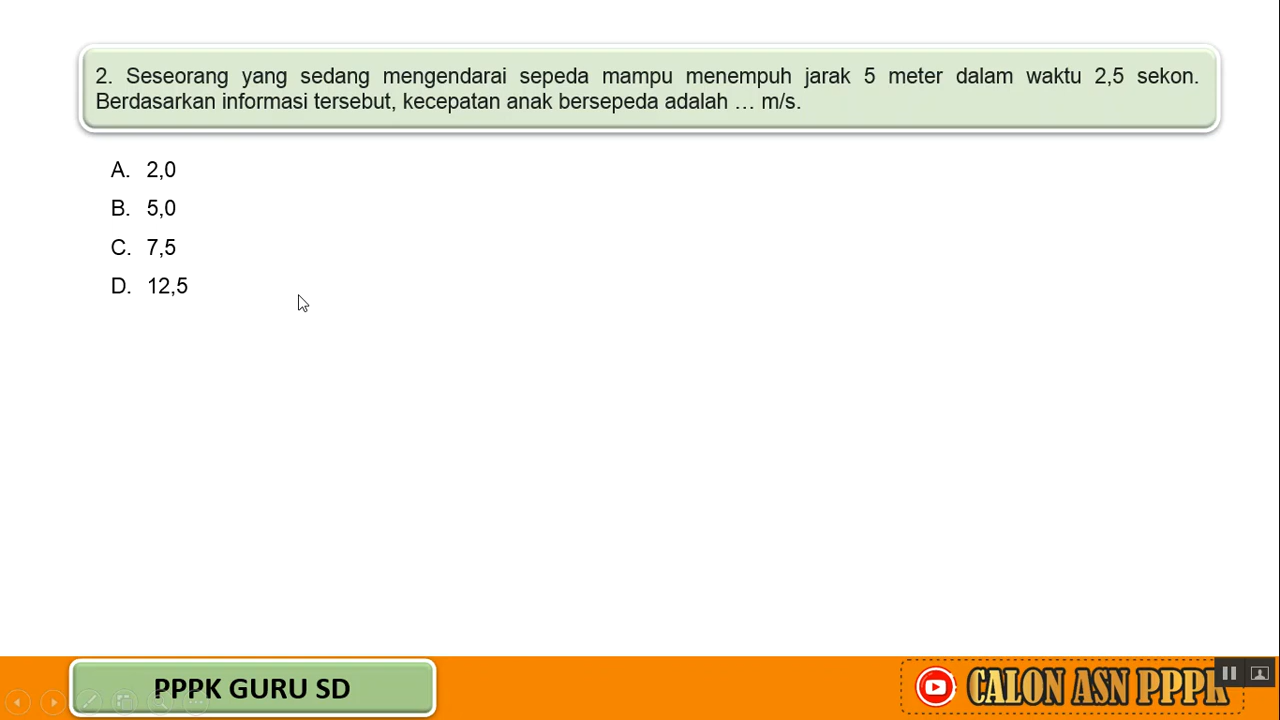 2. Seseorang yang sedang mengendarai sepeda mampu menempuh jarak 5 meter dalam waktu 2,5 sekon.
Berdasarkan informasi tersebut, kecepatan anak bersepeda adalah … m/s.
A. 2,0
B. 5,0
C. 7,5
D. 12,5
PPPK GURU SD
CALON ASN PPPK